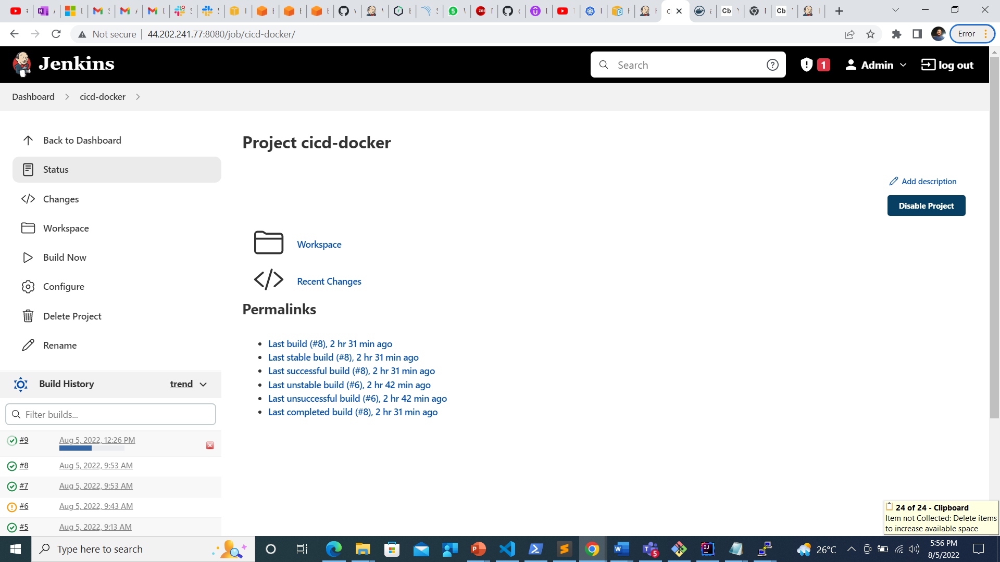 Not secure
44.202.241.77:8080/job/cicd-docker/
Error
Jenkins
Search
1
Admin
log out
Dashboard
cicd-docker
Back to Dashboard
Status
Changes
Workspace
Build Now
Configure
Delete Project
Rename
Build History
trend
Filter builds...
#9
Aug 5, 2022, 12:26 PM
#8
Aug 5, 2022, 9:53 AM
#7
Aug 5, 2022, 9:53 AM
#6
Aug 5, 2022, 9:43 AM
#5
Aug 5, 2022, 9:13 AM
Project cicd-docker
Add description
Disable Project
Workspace
Recent Changes
Permalinks
Last build (#8), 2 hr 31 min ago
Last stable build (#8), 2 hr 31 min ago
Last successful build (#8), 2 hr 31 min ago
Last unstable build (#6), 2 hr 42 min ago
Last unsuccessful build (#6), 2 hr 42 min ago
Last completed build (#8), 2 hr 31 min ago
24 of 24 - Clipboard
Item not Collected: Delete items
to increase available space
Type here to search
26°C
5:56 PM
8/5/2022